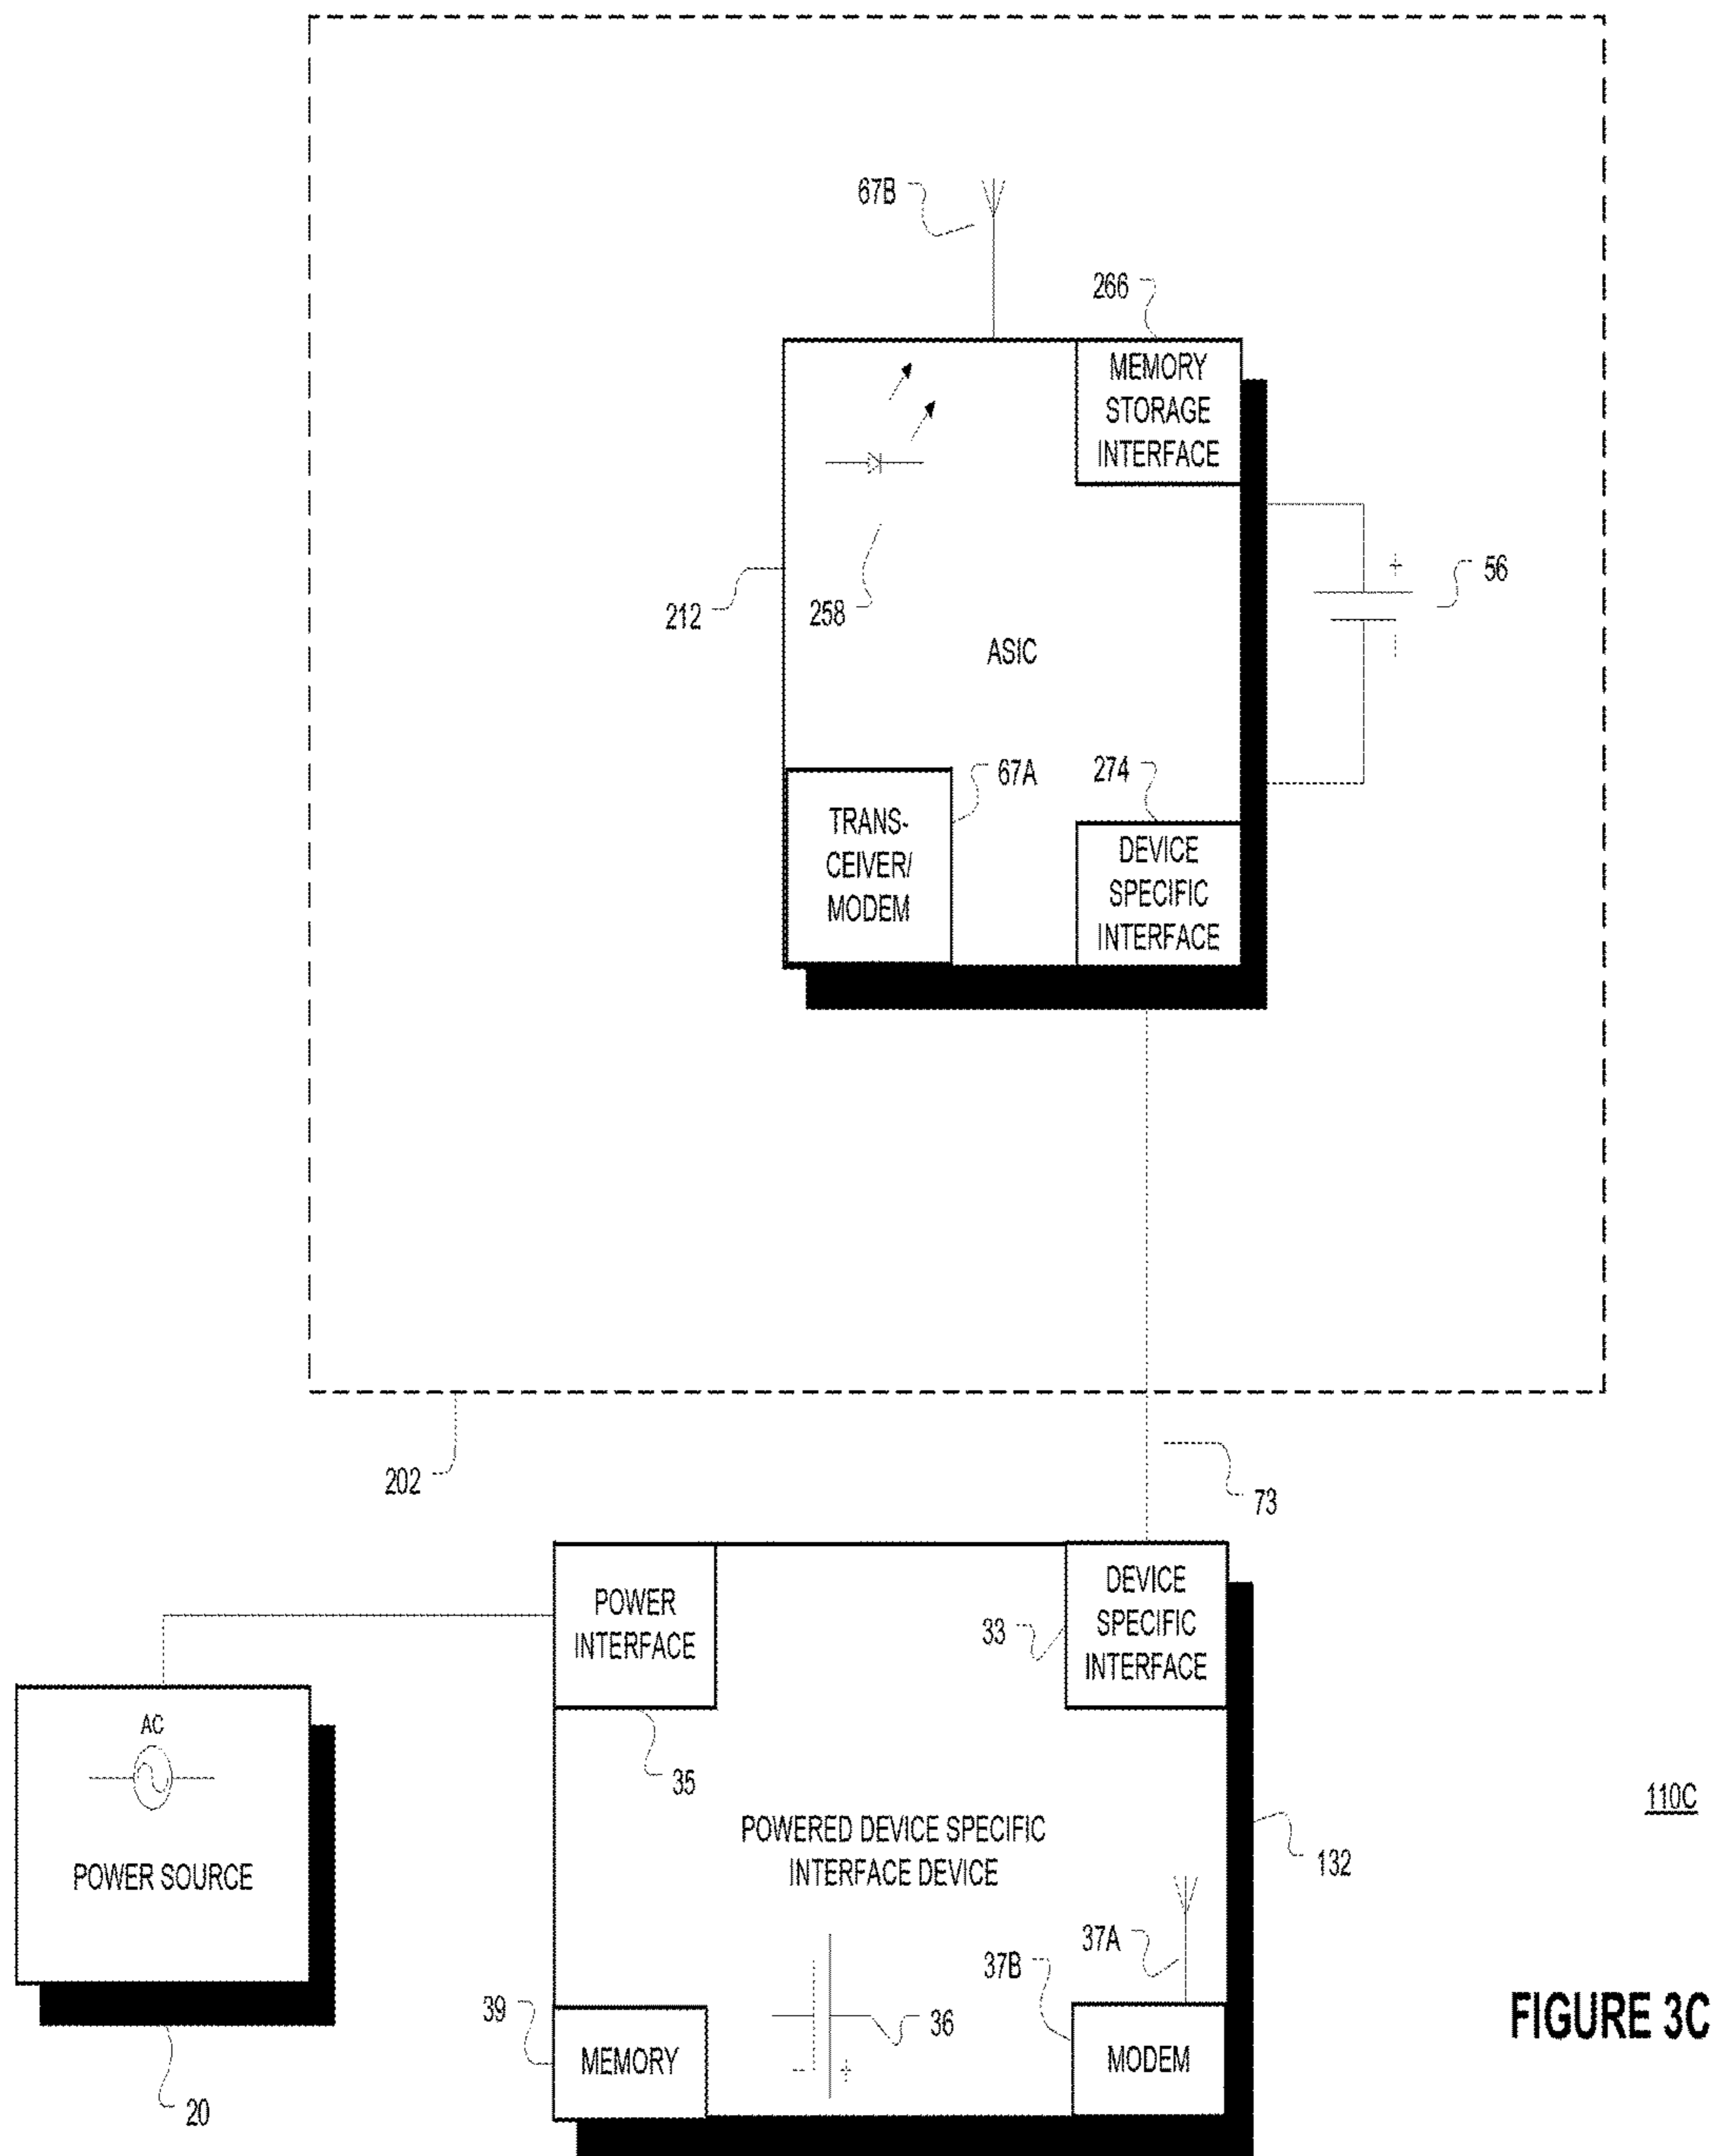 67B
266
MEMORY
STORAGE
INTERFACE
56
212
258
ASIC
67A
274
TRANS-
CEIVER/
MODEM
DEVICE
SPECIFIC
INTERFACE
202
73
POWER
INTERFACE
DEVICE
SPECIFIC
INTERFACE
33
35
AC
POWER SOURCE
POWERED DEVICE SPECIFIC
INTERFACE DEVICE
110C
132
37A
37B
39
36
MEMORY
MODEM
20
FIGURE 3C